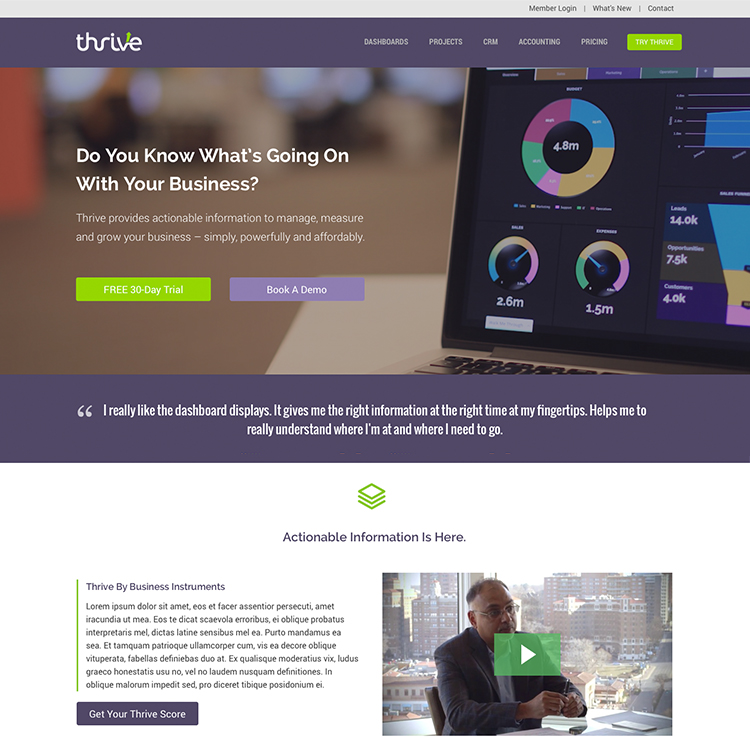 Member Login | What's New | Contact
thrive
DASHBOARDS PROJECTS CRM ACCOUNTING PRICING TRY THRIVE
Do You Know What's Going On
With Your Business?
Thrive provides actionable information to manage, measure
and grow your business – simply, powerfully and affordably.
FREE 30-Day Trial Book A Demo
Overview Sales Marketing Operations +
BUDGET
4.8m
SALES
2.6m
EXPENSES
1.5m
SALES FUNNEL
Leads
14.0k
Opportunities
7.5k
Customers
4.0k
“ I really like the dashboard displays. It gives me the right information at the right time at my fingertips. Helps me to
really understand where I'm at and where I need to go.
Actionable Information Is Here.
Thrive By Business Instruments
Lorem ipsum dolor sit amet, eos et facer assentior persecuti, amet
iracundia ut mea. Eos te dicat scaevola erroribus, ei oblique probatus
interpretaris mel, dictas latine sensibus mel ea. Purto mandamus ea
sea. Et tamquam patrioque ullamcorper cum, vis ea decore oblique
vituperata, fabellas definiebas duo at. Ex qualisque moderatius vix, ludus
graeco honestatis usu no, vel no laudem nusquam definitiones. In
oblique malorum impedit sed, pro diceret tibique posidonium ei.
Get Your Thrive Score